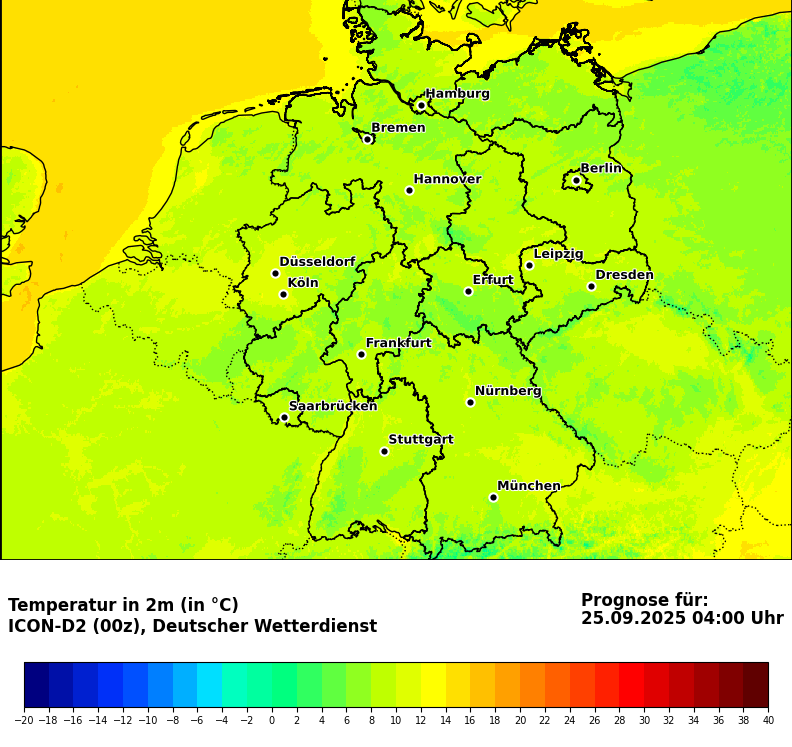 Hamburg
Bremen
Berlin
Hannover
Leipzig
Düsseldorf
Dresden
Köln
Erfurt
Frankfurt
Nürnberg
Saarbrücken
Stuttgart
München
Temperatur in 2m (in °C)
ICON-D2 (00z), Deutscher Wetterdienst
Prognose für:
25.09.2025 04:00 Uhr
−20 −18 −16 −14 −12 −10 −8 −6 −4 −2 0 2 4 6 8 10 12 14 16 18 20 22 24 26 28 30 32 34 36 38 40